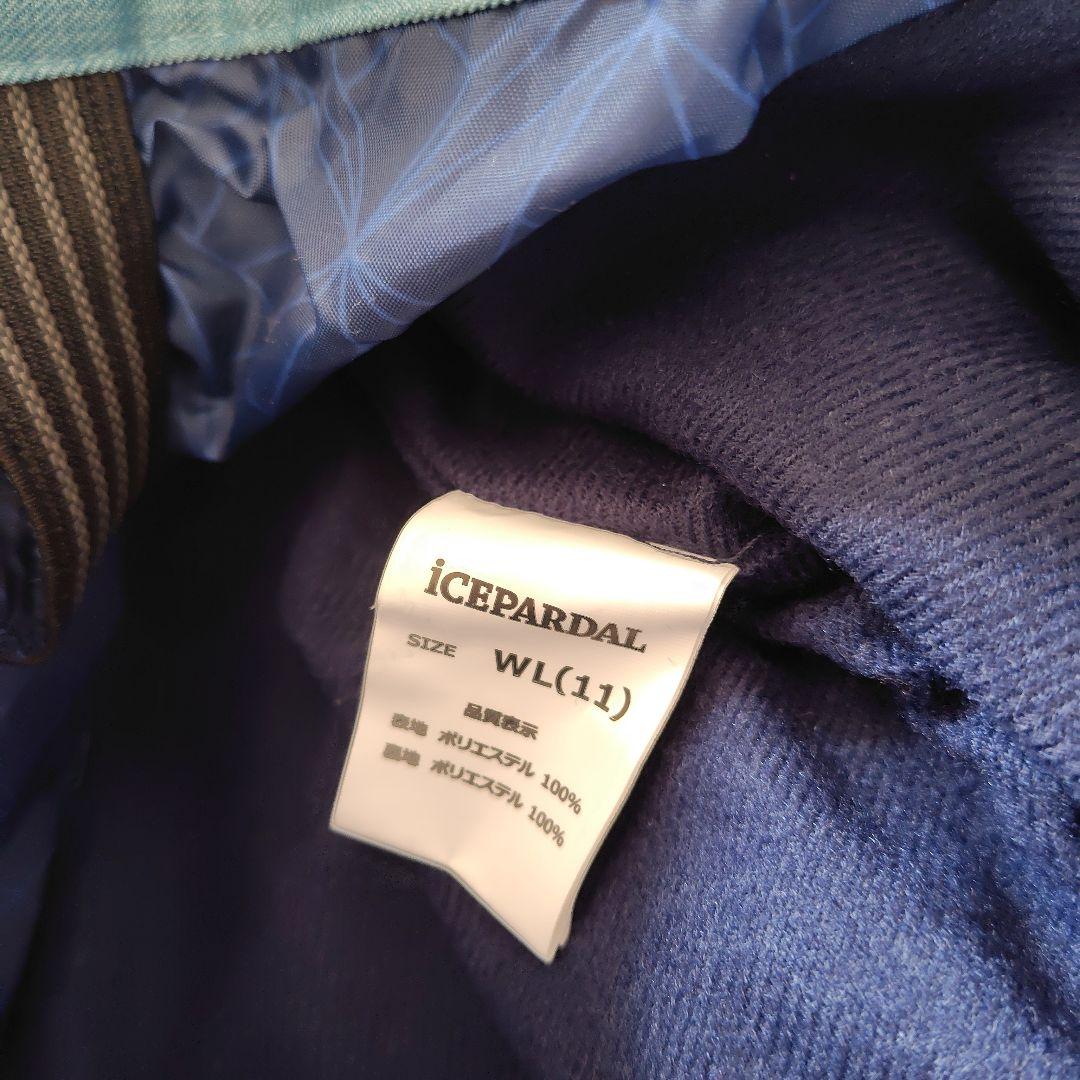 iCEPARDAL
SIZE WL(11)
品質表示
表地 ポリエステル 100%
裏地 ポリエステル 100%